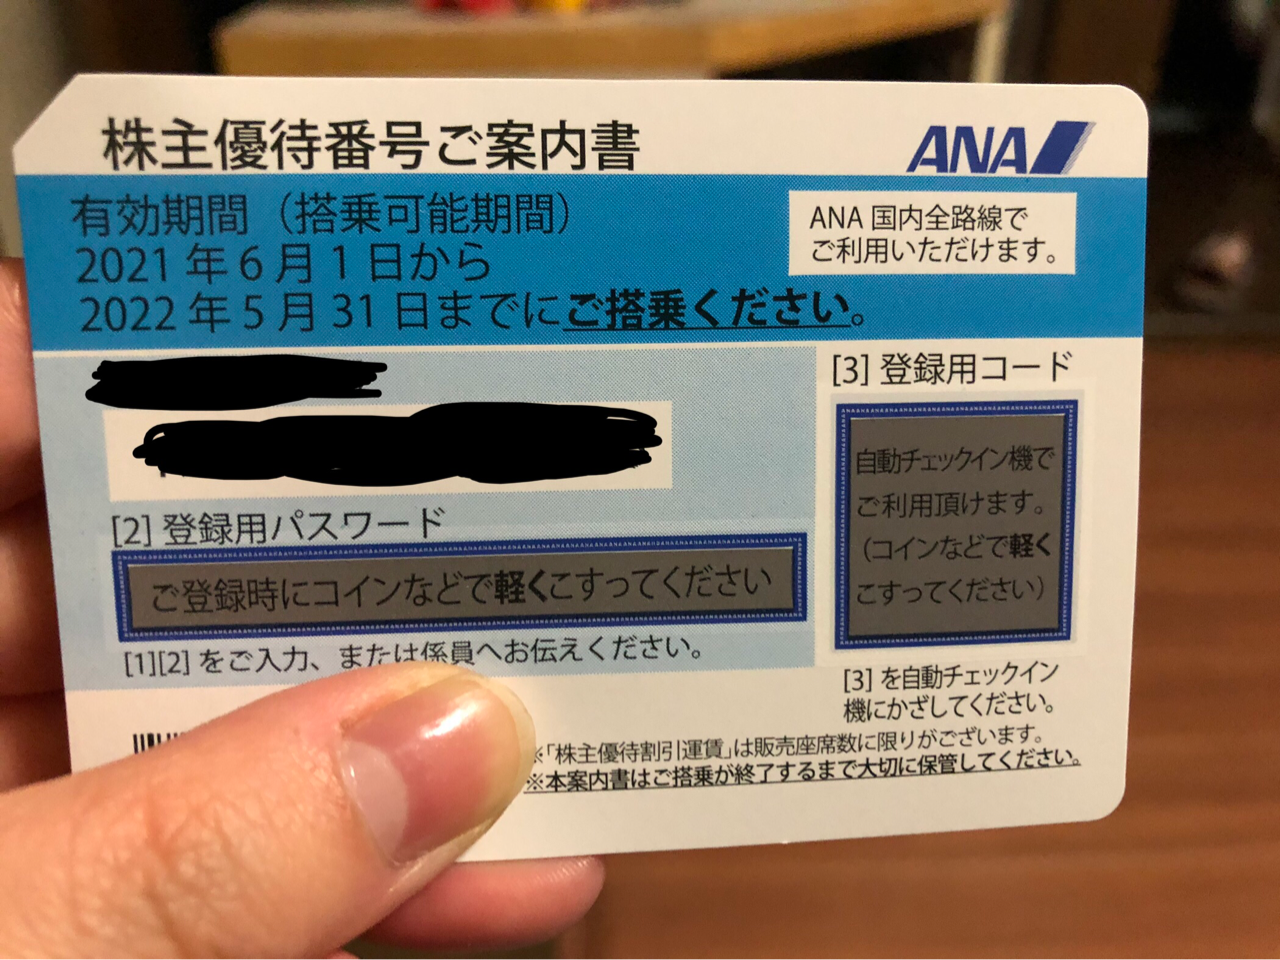 株主優待番号ご案内書
ANA
有効期間（搭乗可能期間）
2021年6月1日から
2022年5月31日までにご搭乗ください。
ANA 国内全路線で
ご利用いただけます。
[2] 登録用パスワード
ご登録時にコインなどで軽くこすってください
[1][2] をご入力、または係員へお伝えください。
[3] 登録用コード
自動チェックイン機で
ご利用頂けます。
（コインなどで軽く
こすってください）
[3] を自動チェックイン
機にかざしてください。
※「株主優待割引運賃」は販売座席数に限りがございます。
※本案内書はご搭乗が終了するまで大切に保管してください。